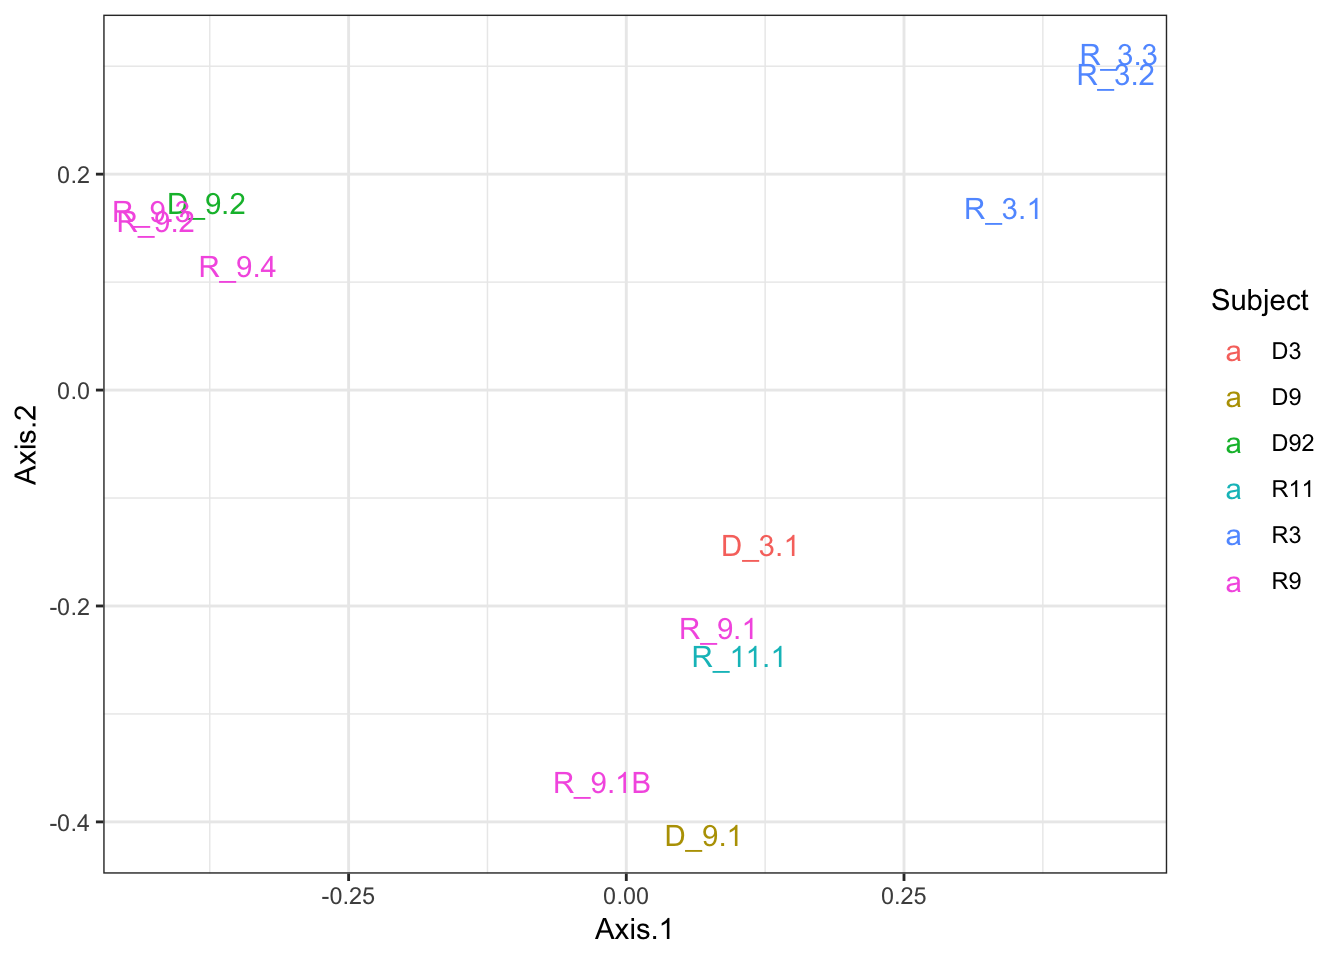 R_3.3
R_3.2
D_9.2
R_9.3
R_9.2
R_3.1
R_9.4
D_3.1
R_9.1
R_11.1
R_9.1B
D_9.1
0.2
0.0
-0.2
-0.4
Axis.2
-0.25
0.00
0.25
Axis.1
Subject
a D3
a D9
a D92
a R11
a R3
a R9